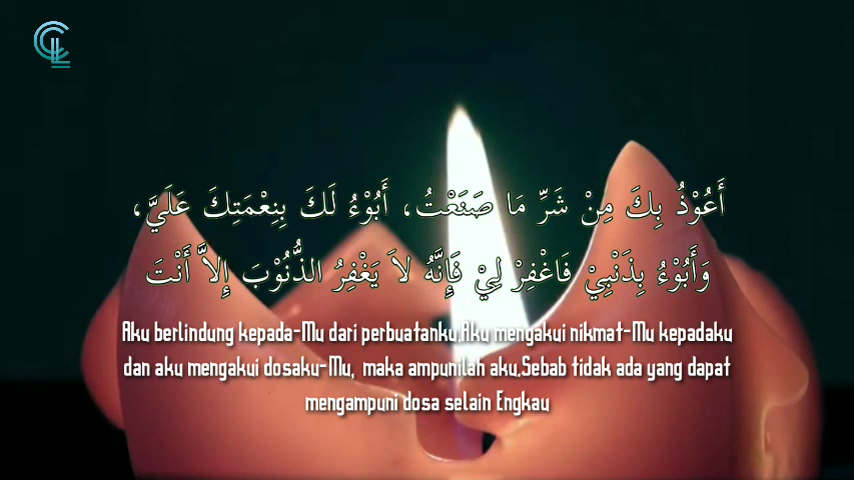 أَعُوْذُ بِكَ مِنْ شَرِّ مَا صَنَعْتُ، أَبُوْءُ لَكَ بِنِعْمَتِكَ عَلَيَّ،
وَأَبُوْءُ بِذَنْبِيْ فَاغْفِرْ لِيْ فَإِنَّهُ لاَ يَغْفِرُ الذُّنُوْبَ إِلاَّ أَنْتَ
Aku berlindung kepada-Mu dari perbuatanku.Aku mengakui nikmat-Mu kepadaku
dan aku mengakui dosaku-Mu, maka ampunilah aku.Sebab tidak ada yang dapat
mengampuni dosa selain Engkau